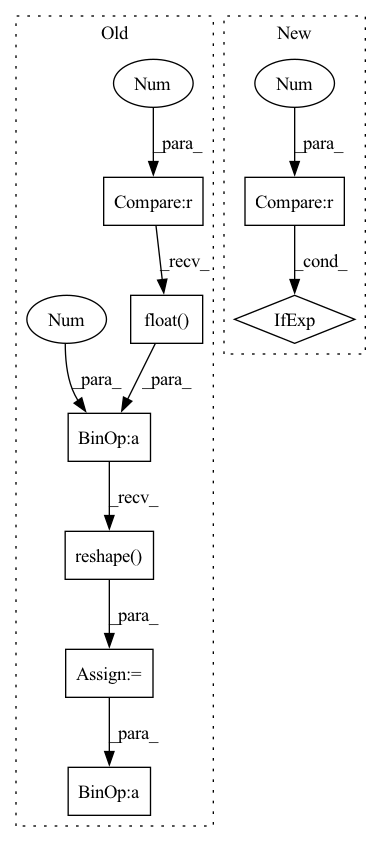 Old
New
Num
Num
_para_
_para_
Compare:r
Compare:r
_recv_
_cond_
Num
float()
IfExp
_para_
_para_
BinOp:a
_recv_
reshape()
_para_
Assign:=
_para_
BinOp:a